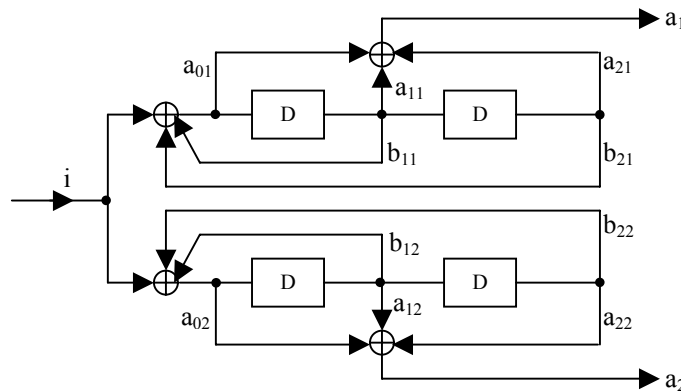 a₁
a₀₁
a₁₁
a₂₁
D
D
b₁₁
b₂₁
i
b₁₂
b₂₂
D
D
a₀₂
a₁₂
a₂₂
a₂